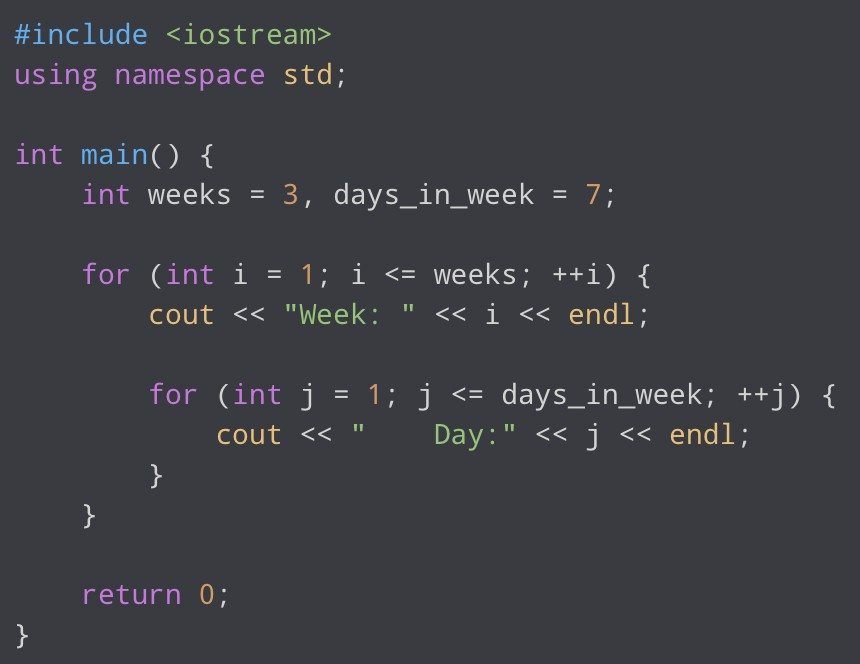 #include <iostream>
using namespace std;
int main() {
    int weeks = 3, days_in_week = 7;
    for (int i = 1; i <= weeks; ++i) {
        cout << "Week: " << i << endl;
        for (int j = 1; j <= days_in_week; ++j) {
            cout << "    Day:" << j << endl;
        }
    }
    return 0;
}